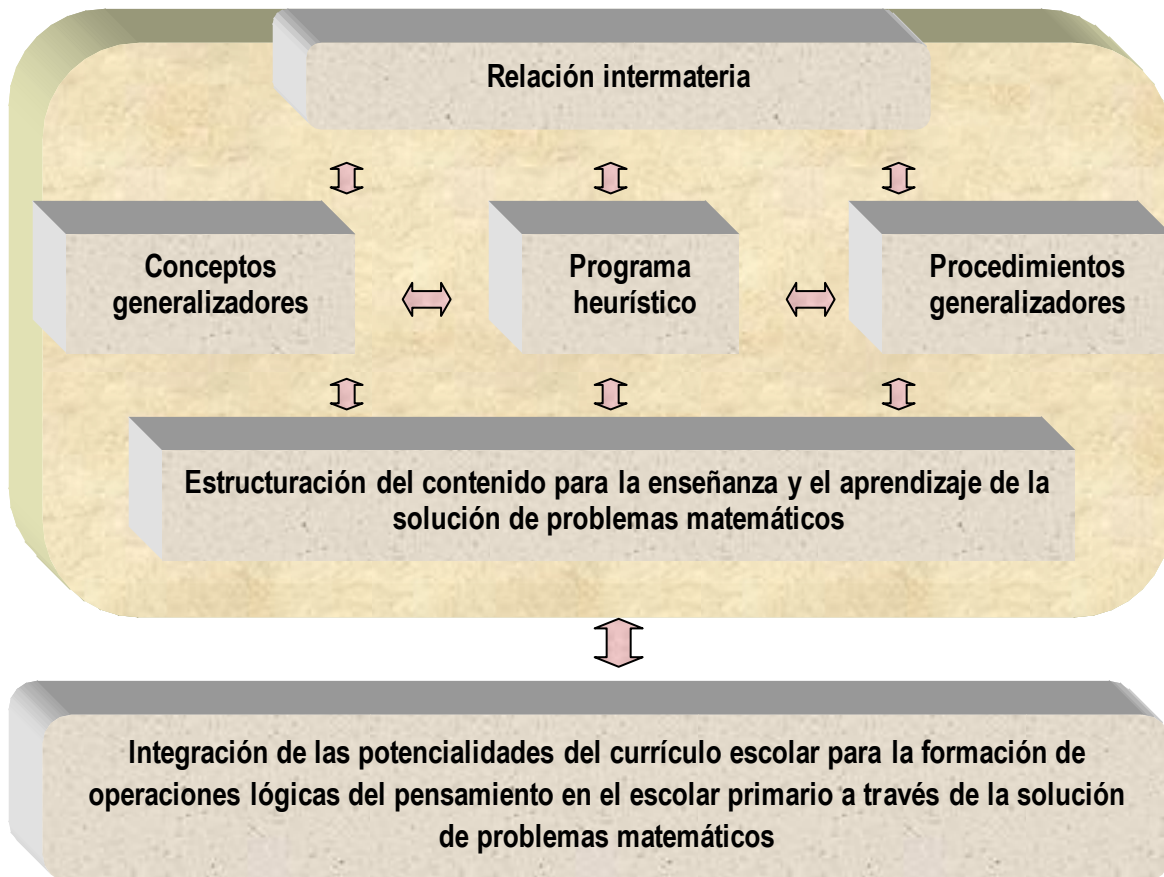 Relación intermateria
Conceptos
generalizadores
Programa
heurístico
Procedimientos
generalizadores
Estructuración del contenido para la enseñanza y el aprendizaje de la
solución de problemas matemáticos
Integración de las potencialidades del currículo escolar para la formación de
operaciones lógicas del pensamiento en el escolar primario a través de la solución
de problemas matemáticos